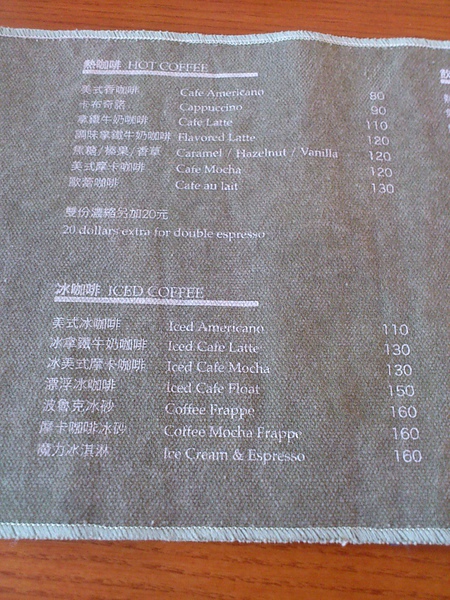 熱咖啡 HOT COFFEE
美式香咖啡 Cafe Americano 80
卡布奇諾 Cappuccino 90
拿鐵牛奶咖啡 Cafe Latte 110
調味拿鐵牛奶咖啡 Flavored Latte 120
焦糖/榛果/香草 Caramel / Hazelnut / Vanilla 120
美式摩卡咖啡 Cafe Mocha 120
歐蕾咖啡 Cafe au lait 130
雙份濃縮另加20元
20 dollars extra for double espresso
冰咖啡 ICED COFFEE
美式冰咖啡 Iced Americano 110
冰拿鐵牛奶咖啡 Iced Cafe Latte 130
冰美式摩卡咖啡 Iced Cafe Mocha 130
漂浮冰咖啡 Iced Cafe Float 150
波魯克冰砂 Coffee Frappe 160
摩卡咖啡冰砂 Coffee Mocha Frappe 160
魔力冰淇淋 Ice Cream & Espresso 160